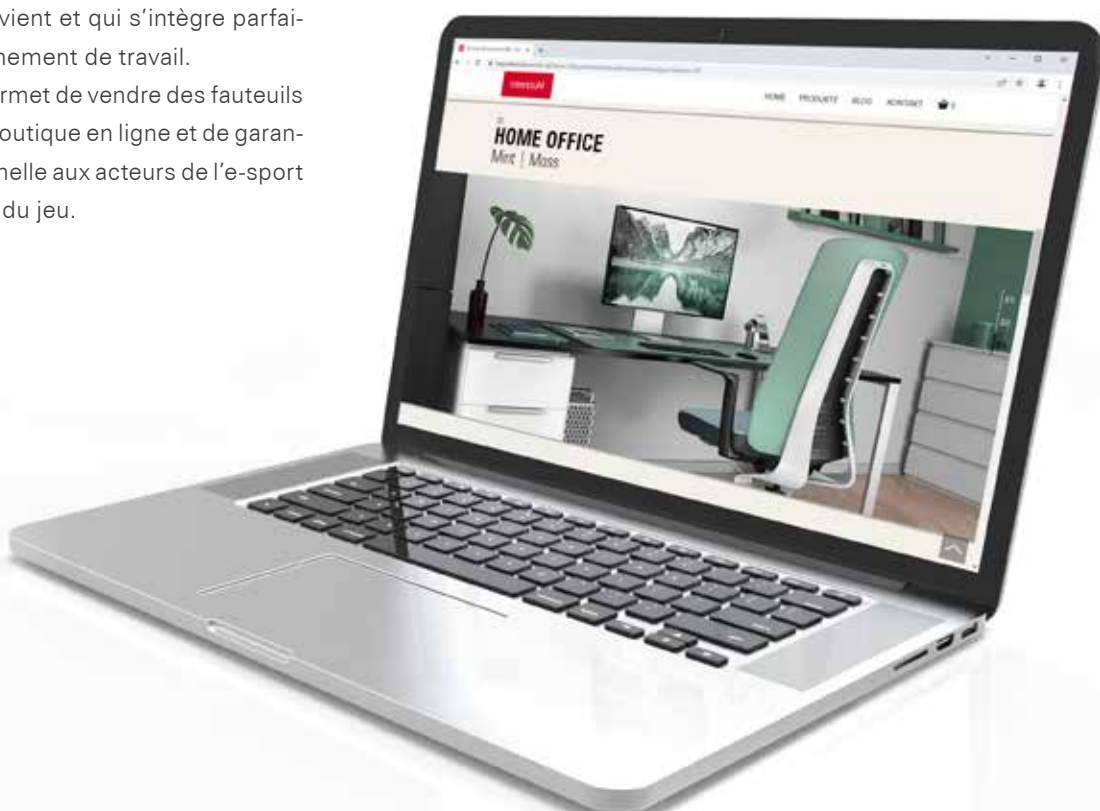 vient et qui s’intègre parfai-
nement de travail.
rmet de vendre des fauteuils
outique en ligne et de garan-
nelle aux acteurs de l’e-sport
du jeu.
HOME PRODUKTE BLOG KONTAKT
HOME OFFICE
Mint | Moss